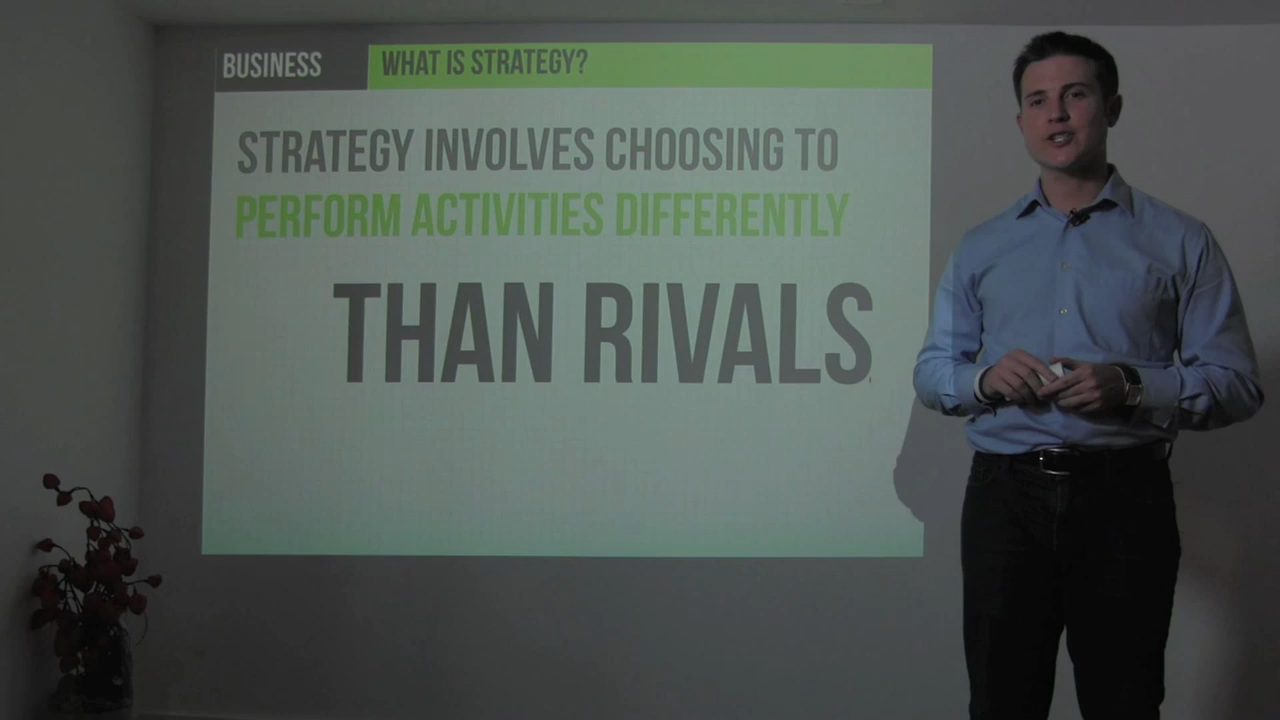 BUSINESS
WHAT IS STRATEGY?
STRATEGY INVOLVES CHOOSING TO
PERFORM ACTIVITIES DIFFERENTLY
THAN RIVALS.